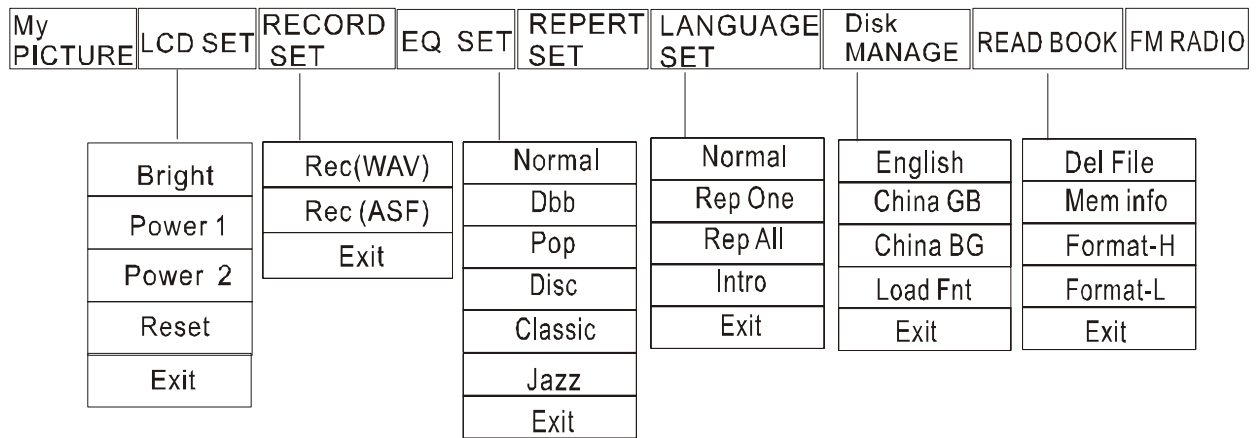 My PICTURE
LCD SET
RECORD SET
EQ SET
REPERT SET
LANGUAGE SET
Disk MANAGE
READ BOOK
FM RADIO
Bright
Power 1
Power 2
Reset
Exit
Rec(WAV)
Rec (ASF)
Exit
Normal
Dbb
Pop
Disc
Classic
Jazz
Exit
Normal
Rep One
Rep All
Intro
Exit
English
China GB
China BG
Load Fnt
Exit
Del File
Mem info
Format-H
Format-L
Exit